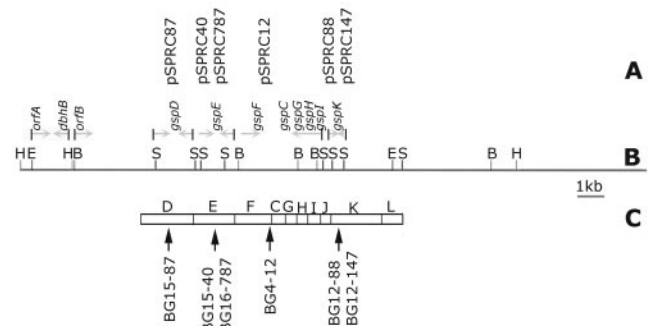 pSPRC87
pSPRC40
pSPRC787
pSPRC12
pSPRC88
pSPRC147
A
orfA
dbhB
orfB
gspD
gspE
gspF
gspC
gspG
gspH
gspI
gspK
H E H B S S S S B B B S S S E S B H
B
1kb
D E F C G H I J K L
C
BG15-87
BG15-40
BG16-787
BG4-12
BG12-88
BG12-147